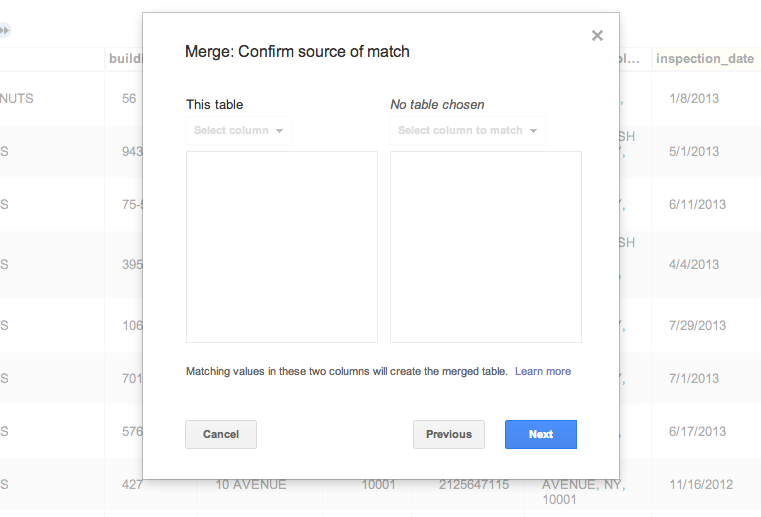 buildi
inspection_date
Merge: Confirm source of match
This table
No table chosen
Select column
Select column to match
NUTS 56 1/8/2013
S 943 SH 5/1/2013
S 75-5 6/11/2013
S 395 SH 4/4/2013
S 106 7/29/2013
S 701 7/1/2013
Matching values in these two columns will create the merged table. Learn more
S 576 6/17/2013
Cancel Previous Next
S 427 10 AVENUE 10001 2125647115 AVENUE, NY, 11/16/2012
10001